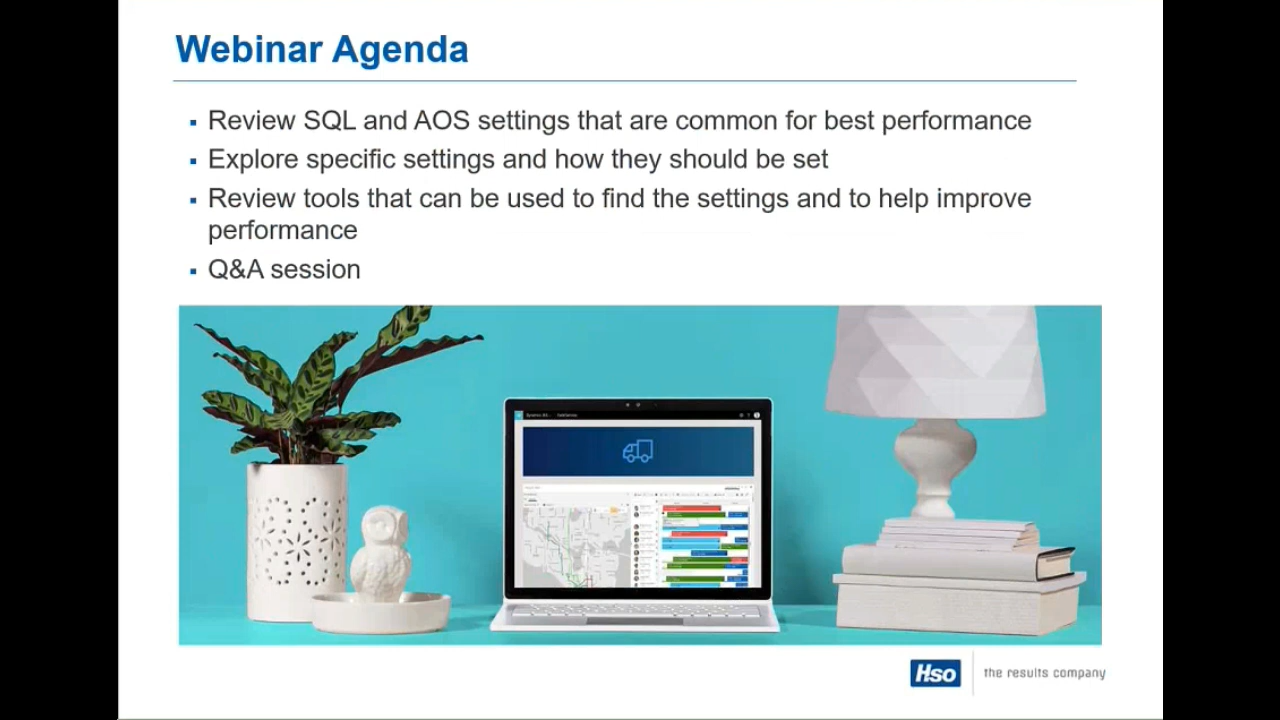 Webinar Agenda
Review SQL and AOS settings that are common for best performance
Explore specific settings and how they should be set
Review tools that can be used to find the settings and to help improve
performance
Q&A session
Hso
the results company